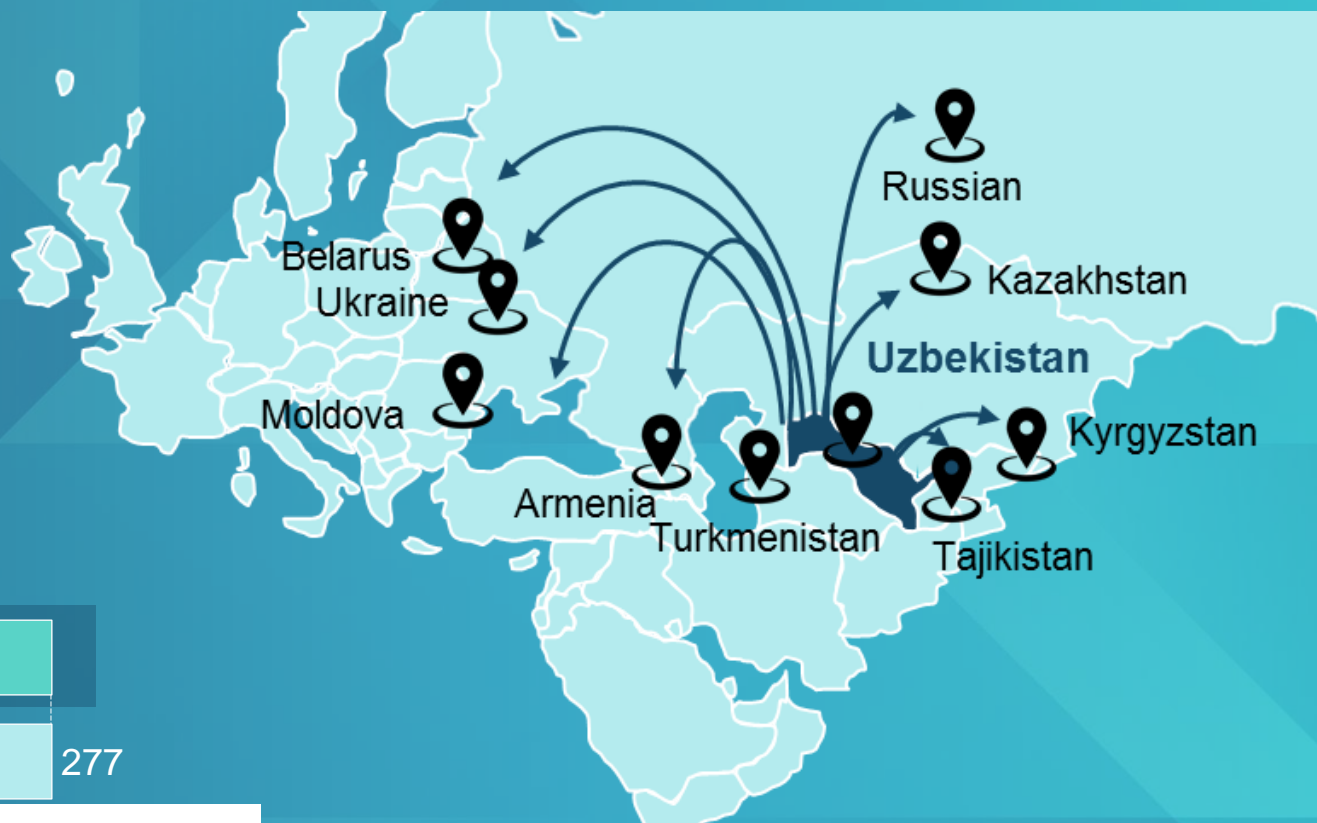 Russian
Belarus
Kazakhstan
Ukraine
Uzbekistan
Moldova
Kyrgyzstan
Armenia
Turkmenistan
Tajikistan
277